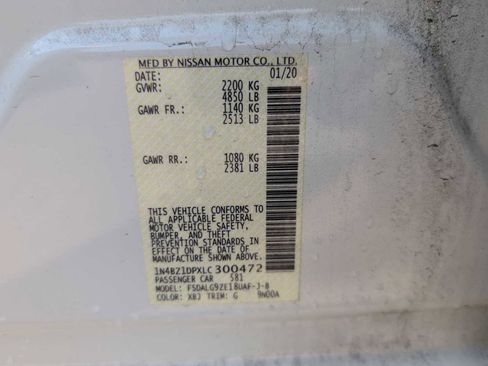 MFD BY NISSAN MOTOR CO., LTD.
DATE: 01/20
GVWR: 2200 KG
4850 LB
GAWR FR.: 1140 KG
2513 LB
GAWR RR.: 1080 KG
2381 LB
THIS VEHICLE CONFORMS TO
ALL APPLICABLE FEDERAL
MOTOR VEHICLE SAFETY,
BUMPER, AND THEFT
PREVENTION STANDARDS IN
EFFECT ON THE DATE OF
MANUFACTURE SHOWN ABOVE.
1N4BZ1DPXLC300472
PASSENGER CAR 581
MODEL: FSDALG9ZE18UAF-J-B
COLOR: XBJ TRIM: G 9N00A